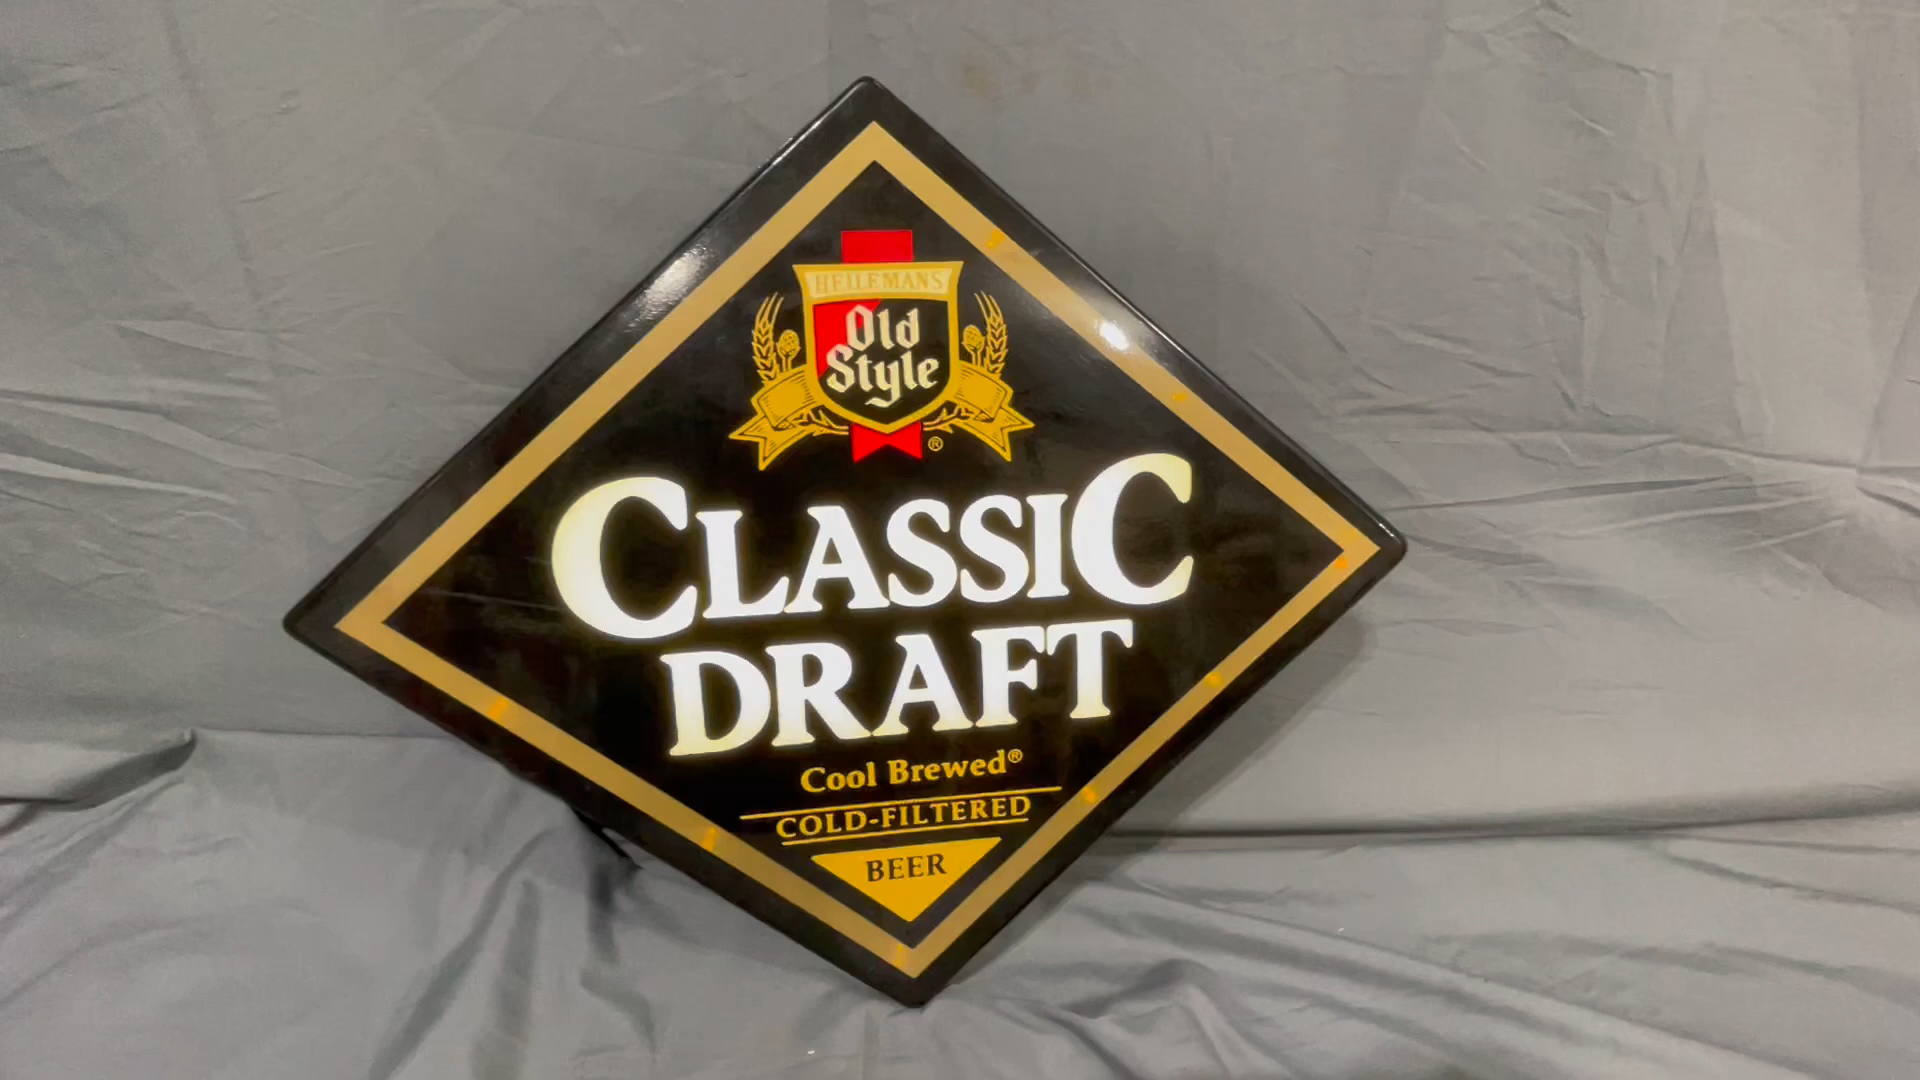 HEILEMANS
Old
Style
®
CLASSIC
DRAFT
Cool Brewed®
COLD-FILTERED
BEER